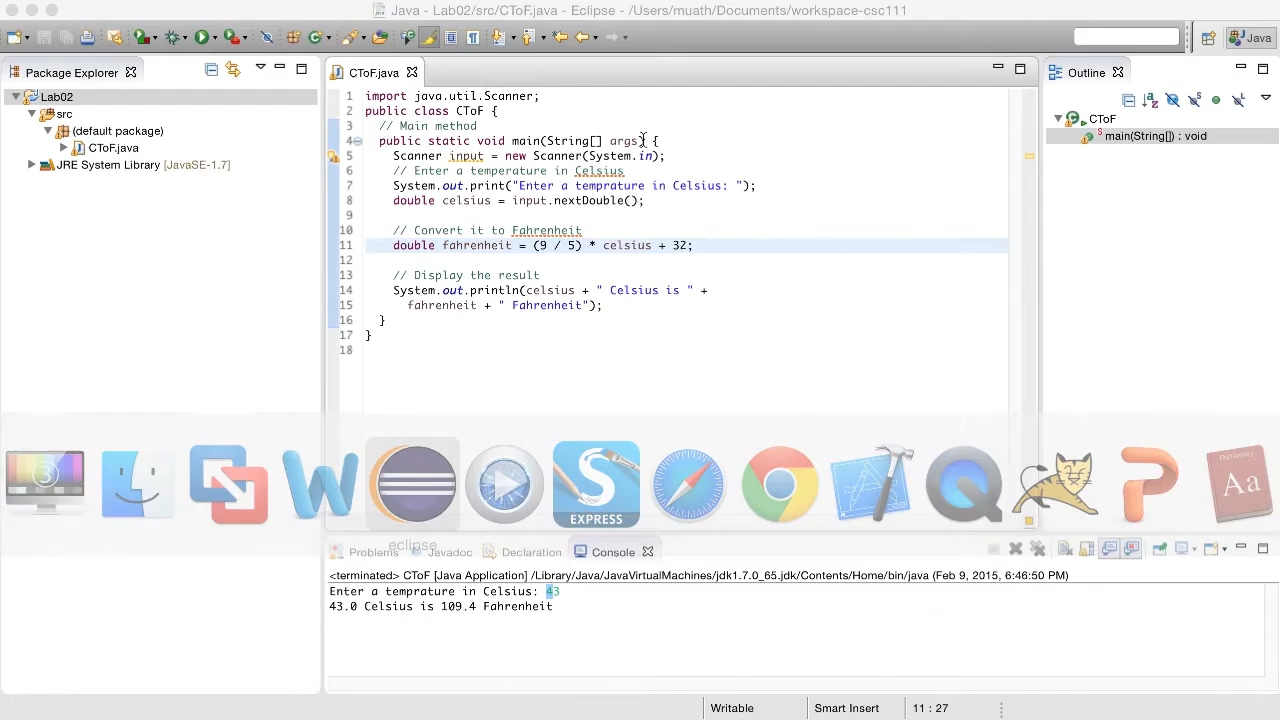 Java - Lab02/src/CToF.java - Eclipse - /Users/muath/Documents/workspace-csc111
Java
Package Explorer
CToF.java
Outline
Lab02
src
(default package)
CToF.java
JRE System Library [JavaSE-1.7]
1 import java.util.Scanner;
2 public class CToF {
3 // Main method
4 public static void main(String[] args) {
5 Scanner input = new Scanner(System.in);
6 // Enter a temperature in Celsius
7 System.out.print("Enter a temprature in Celsius: ");
8 double celsius = input.nextDouble();
9
10 // Convert it to Fahrenheit
11 double fahrenheit = (9 / 5) * celsius + 32;
12
13 // Display the result
14 System.out.println(celsius + " Celsius is " +
15 fahrenheit + " Fahrenheit");
16 }
17 }
18
CToF
main(String[]) : void
3
W
EXPRESS
Dictionary
Aa
eclipse
Problems
Javadoc
Declaration
Console
<terminated> CToF [Java Application] /Library/Java/JavaVirtualMachines/jdk1.7.0_65.jdk/Contents/Home/bin/java (Feb 9, 2015, 6:46:50 PM)
Enter a temprature in Celsius: 43
43.0 Celsius is 109.4 Fahrenheit
Writable
Smart Insert
11 : 27